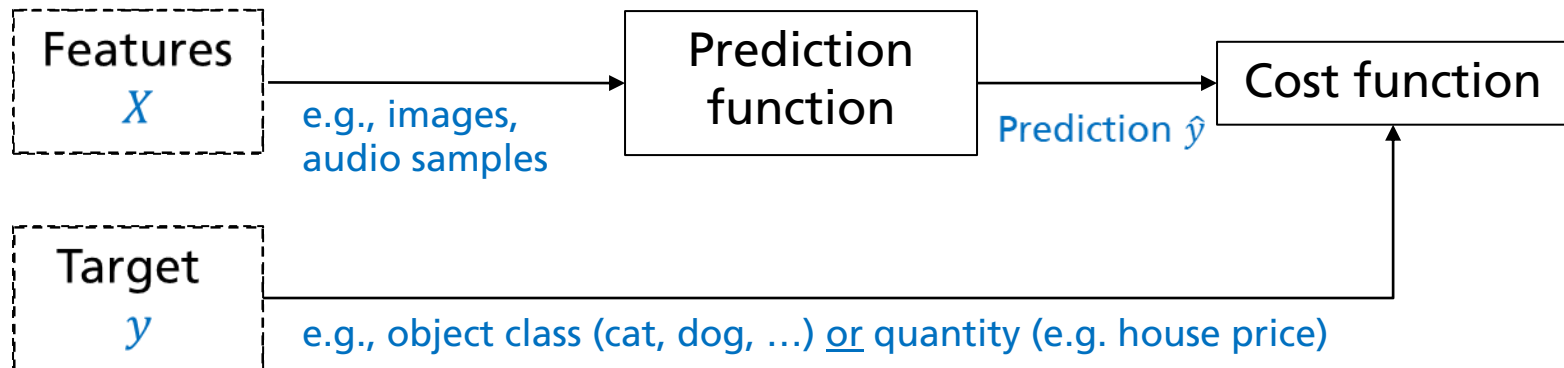 Features
X
e.g., images,
audio samples
Prediction
function
Prediction ŷ
Cost function
Target
y
e.g., object class (cat, dog, …) or quantity (e.g. house price)